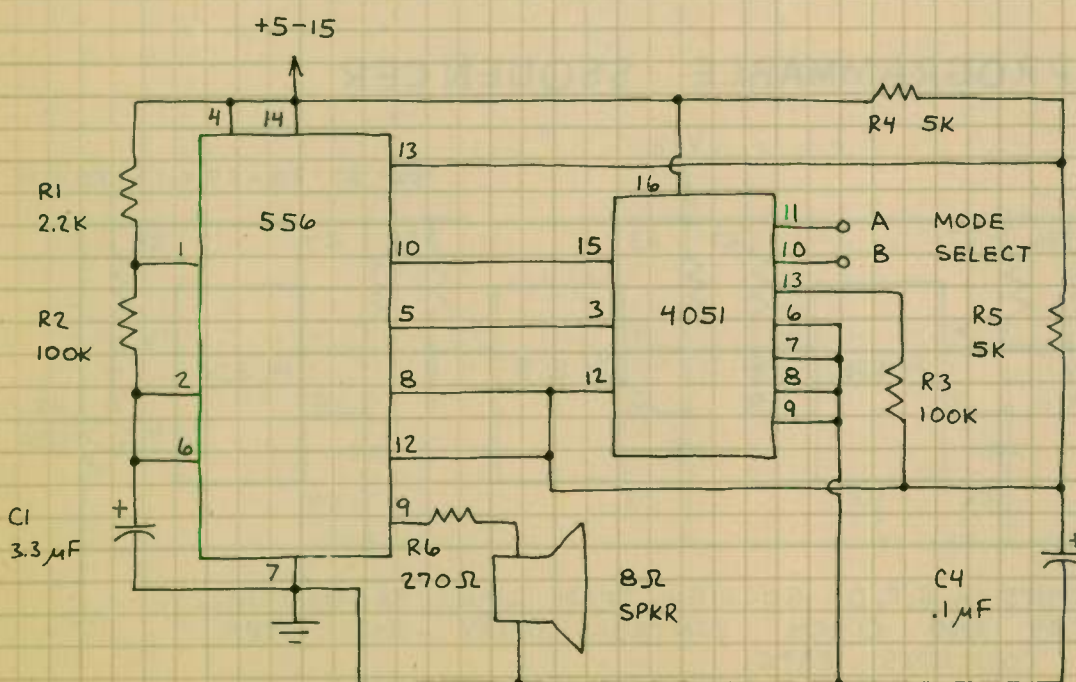 +5-15
4 14
R4 5K
13
R1
2.2K
16
556
11 A MODE
1
10
15
10 B SELECT
13
R2
100K
5
3
4051
6
R5
5K
7
2
8
12
8
R3
100K
9
6
12
C1
3.3 µF
+
9
R6
270Ω
7
8Ω
SPKR
C4
.1 µF
+